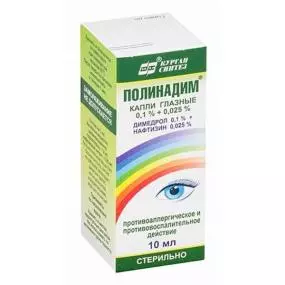 КУРГАН
СИНТЕЗ
ПОЛИНАДИМ®
КАПЛИ ГЛАЗНЫЕ
0,1 % + 0,025 %
ДИМЕДРОЛ 0,1 % +
НАФТИЗИН 0,025 %
противоаллергическое и
противовоспалительное
действие
10 мл
СТЕРИЛЬНО